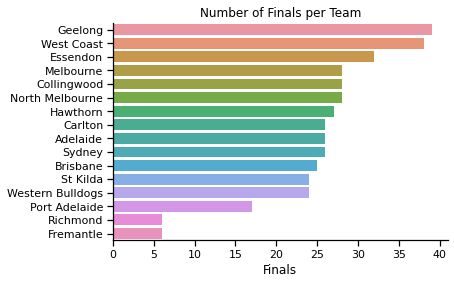 Number of Finals per Team
Geelong
West Coast
Essendon
Melbourne
Collingwood
North Melbourne
Hawthorn
Carlton
Adelaide
Sydney
Brisbane
St Kilda
Western Bulldogs
Port Adelaide
Richmond
Fremantle
0 5 10 15 20 25 30 35 40
Finals